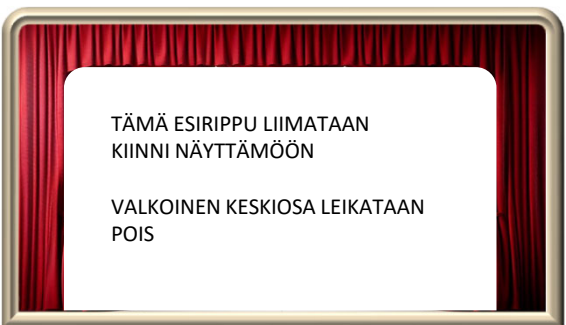 TÄMÄ ESIRIPPU LIIMATAAN
KIINNI NÄYTTÄMÖÖN
VALKOINEN KESKIOSA LEIKATAAN
POIS